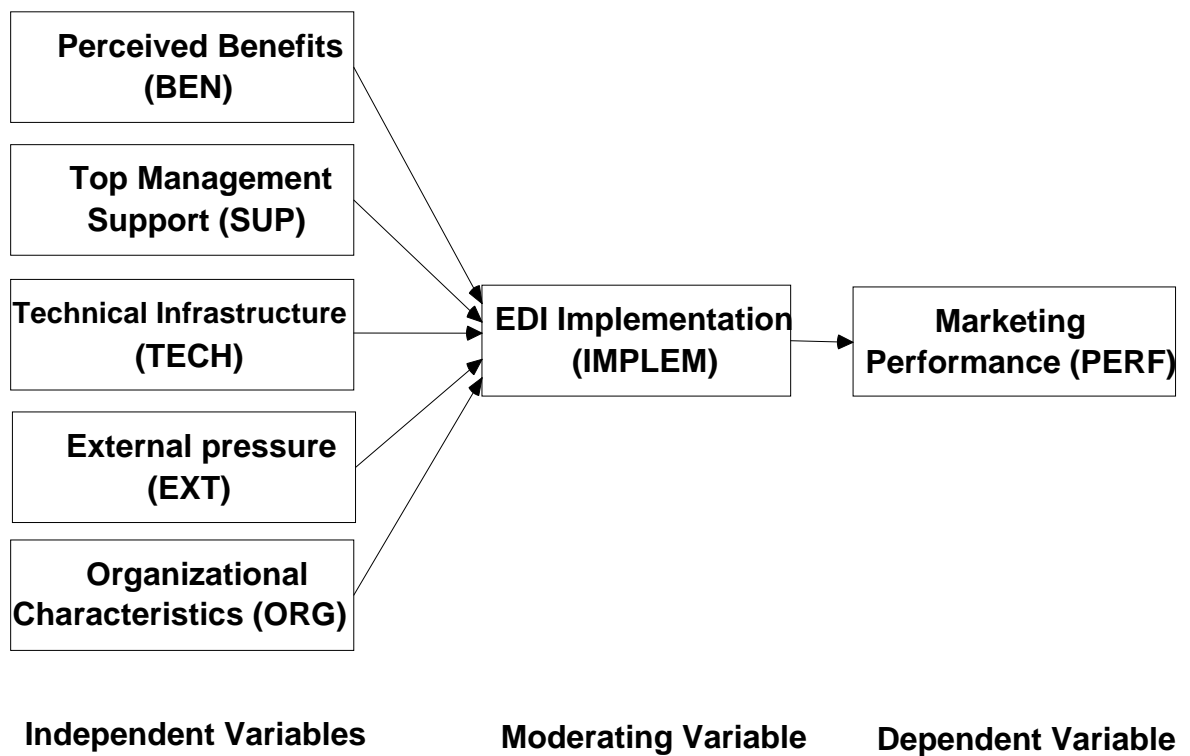 Perceived Benefits
(BEN)
Top Management
Support (SUP)
Technical Infrastructure
(TECH)
External pressure
(EXT)
Organizational
Characteristics (ORG)
EDI Implementation
(IMPLEM)
Marketing
Performance (PERF)
Independent Variables
Moderating Variable
Dependent Variable